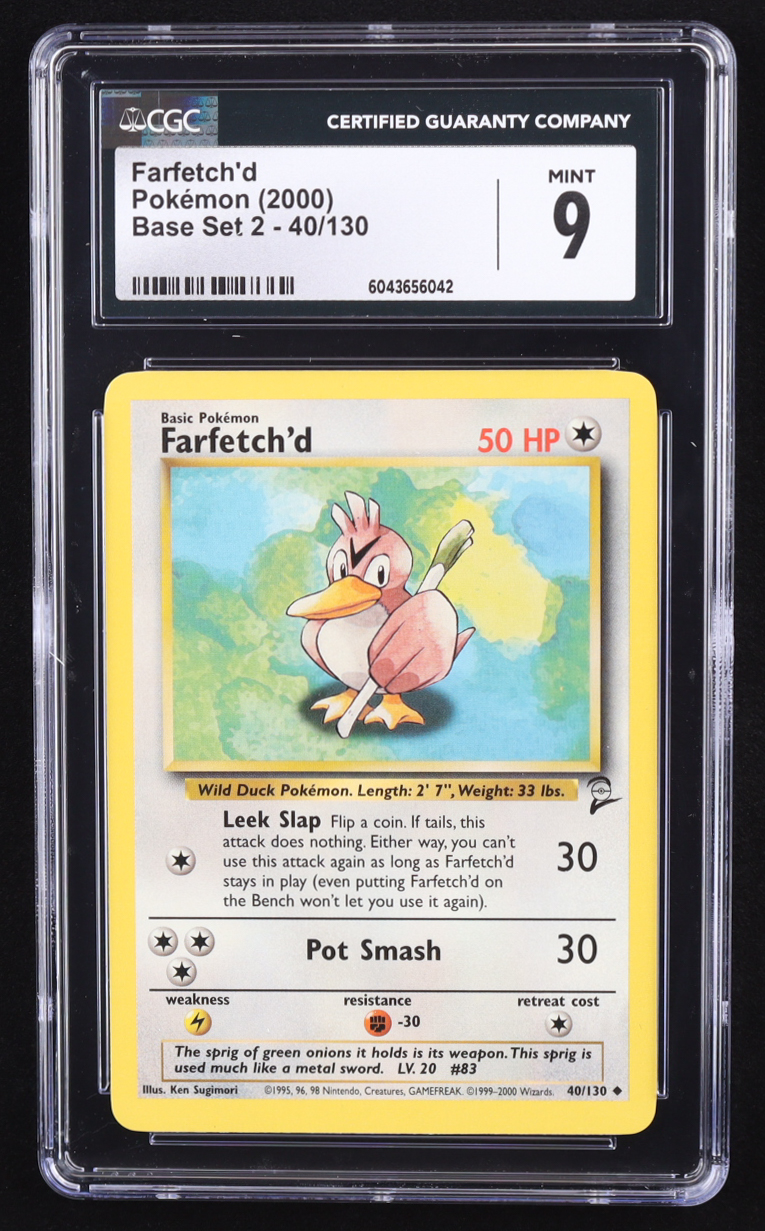 CGC
CERTIFIED GUARANTY COMPANY
Farfetch'd
Pokémon (2000)
Base Set 2 - 40/130
MINT
9
6043656042
Basic Pokémon
Farfetch’d
50 HP
Wild Duck Pokémon. Length: 2' 7", Weight: 33 lbs.
Leek Slap Flip a coin. If tails, this
attack does nothing. Either way, you can’t
use this attack again as long as Farfetch’d
stays in play (even putting Farfetch’d on
the Bench won’t let you use it again).
30
Pot Smash
30
weakness
resistance
retreat cost
-30
The sprig of green onions it holds is its weapon. This sprig is
used much like a metal sword. LV. 20 #83
Illus. Ken Sugimori ©1995, 96, 98 Nintendo, Creatures, GAMEFREAK. ©1999–2000 Wizards. 40/130